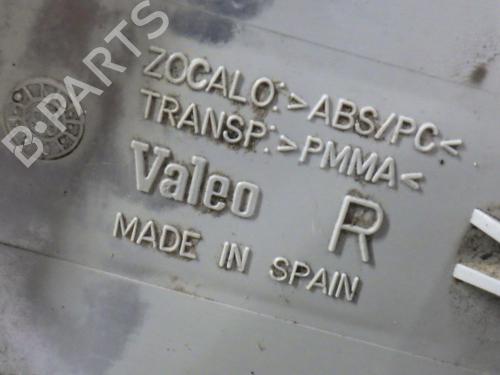 ZOCALO:>ABS/PC<
TRANSP:>PMMA<
Valeo R
MADE IN SPAIN
B-PARTS